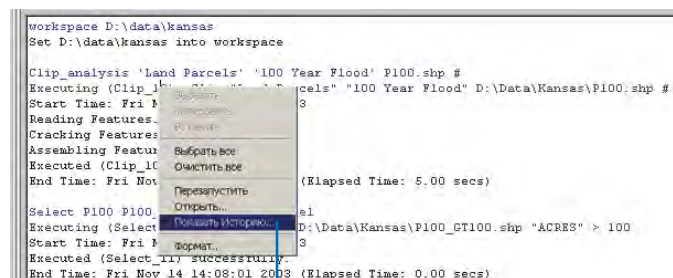 workspace D:\data\kansas
Set D:\data\kansas into workspace
Clip_analysis 'Land Parcels' '100 Year Flood' P100.shp #
Executing (Clip_1 cels" "100 Year Flood" D:\Data\Kansas\P100.shp #
Start Time: Fri N 3
Reading Features.
Cracking Features
Assembling Featur
Executed (Clip_10
End Time: Fri Nov (Elapsed Time: 5.00 secs)
Выбрать все
Очистить все
Перезапустить
Открыть...
Показать Историю...
Формат...
Select P100 P100_ el
Executing (Select D:\Data\Kansas\P100_GT100.shp "ACRES" > 100
Start Time: Fri N 3
Executed (Select_11) successfully.
End Time: Fri Nov 14 14:08:01 2003 (Elapsed Time: 0.00 secs)